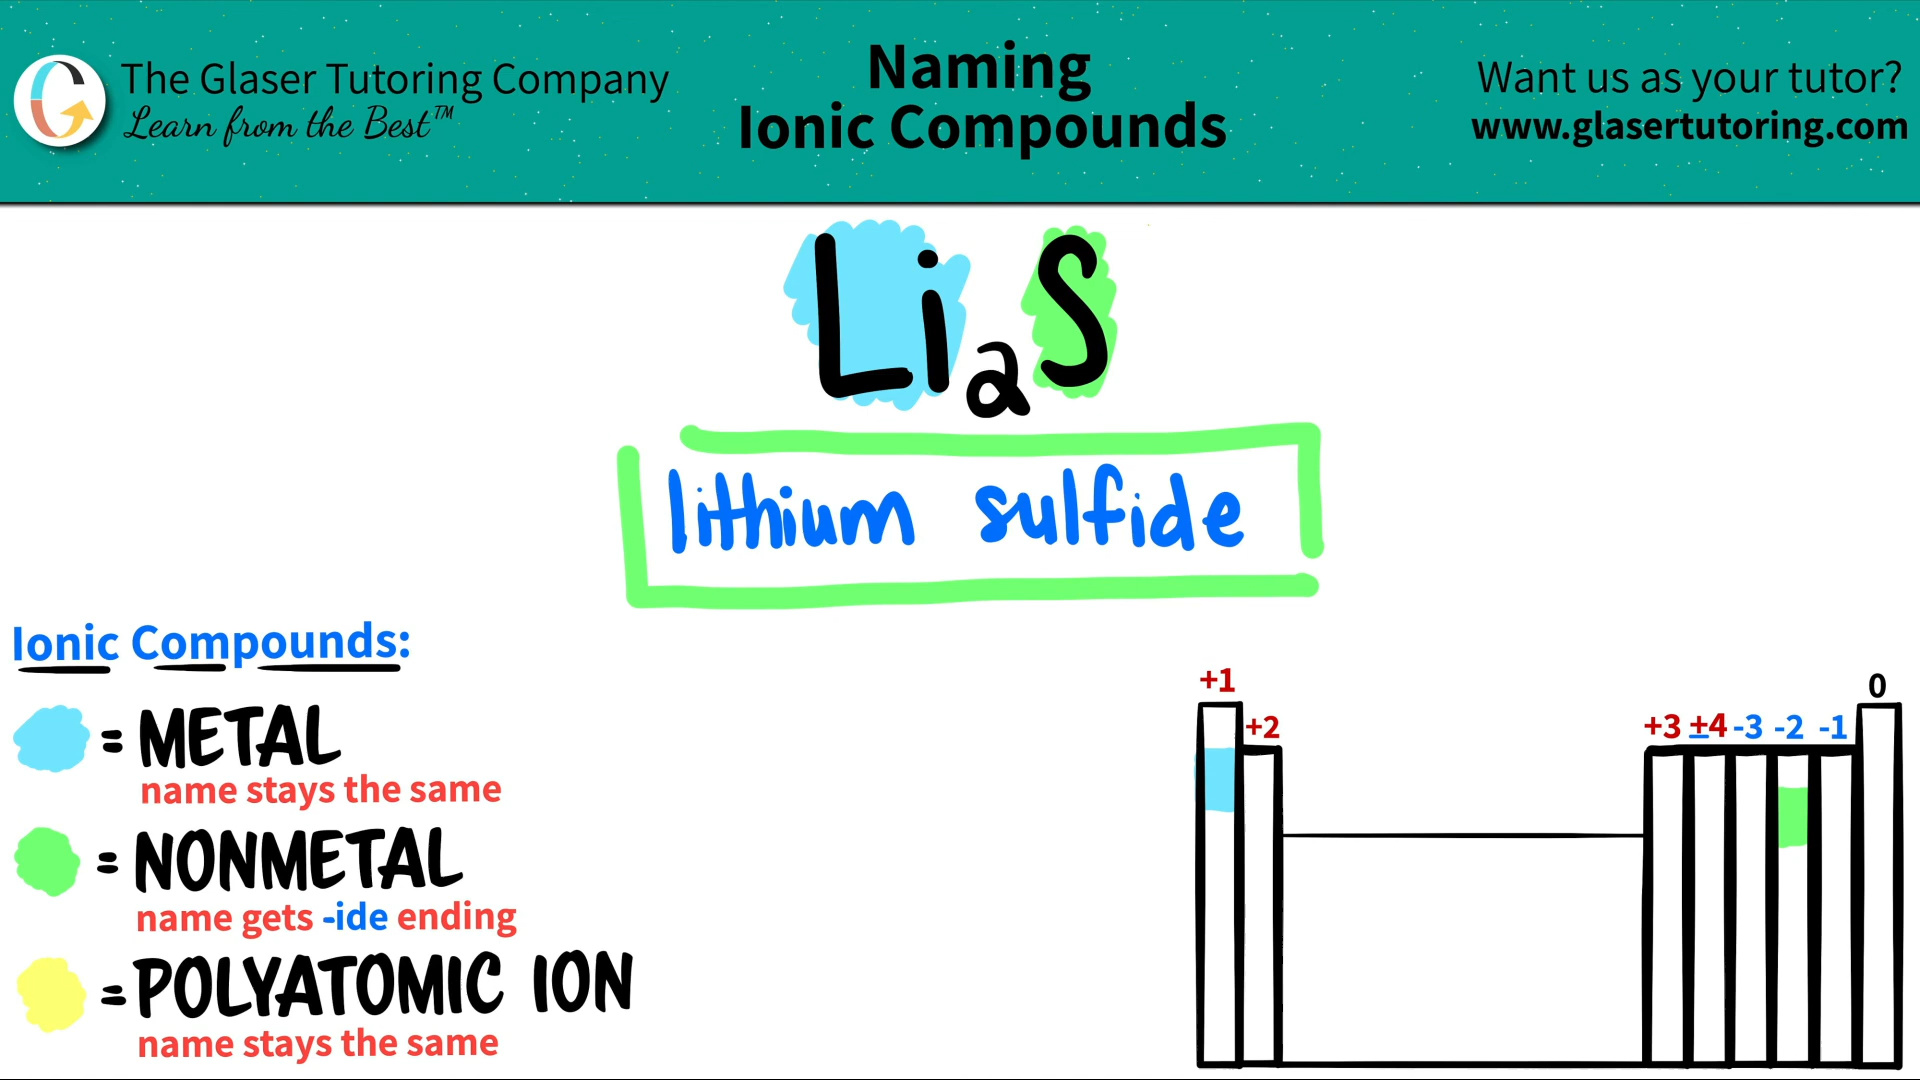 The Glaser Tutoring Company
Learn from the Best™
Naming
Ionic Compounds
Want us as your tutor?
www.glasertutoring.com
Li₂S
lithium sulfide
Ionic Compounds:
= METAL
name stays the same
= NONMETAL
name gets -ide ending
= POLYATOMIC ION
name stays the same
+1
0
+2
+3 ±4 -3 -2 -1